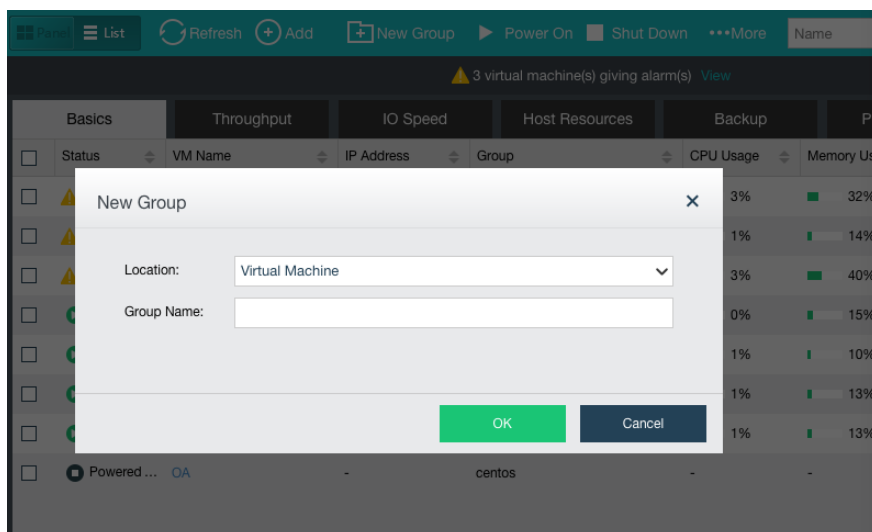 Panel List Refresh Add New Group Power On Shut Down •••More Name
3 virtual machine(s) giving alarm(s) View
Basics Throughput IO Speed Host Resources Backup P
Status VM Name IP Address Group CPU Usage Memory Us
New Group
3% 32%
1% 14%
Location: Virtual Machine
3% 40%
Group Name:
0% 15%
1% 10%
1% 13%
OK Cancel
1% 13%
Powered ... OA - centos - -